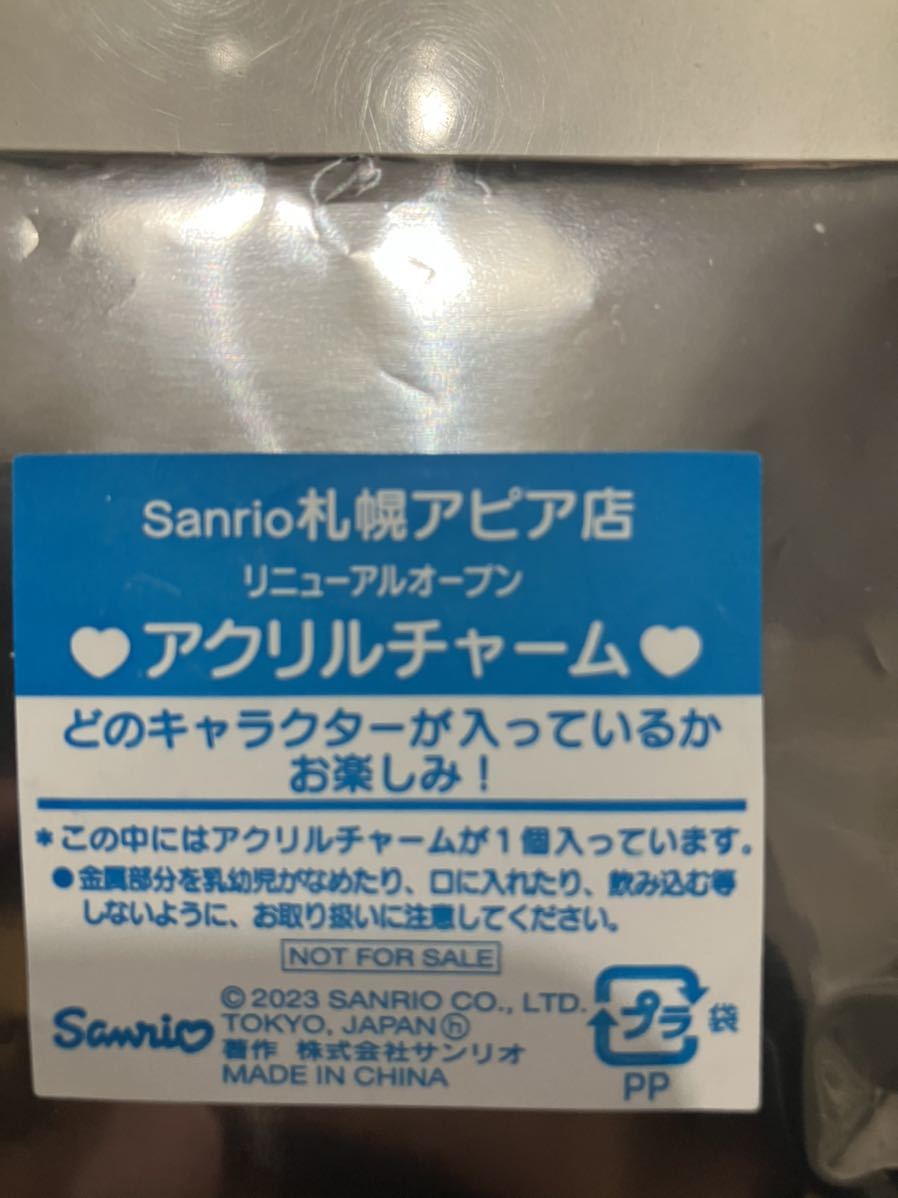 Sanrio札幌アピア店
リニューアルオープン
♥アクリルチャーム♥
どのキャラクターが入っているか
お楽しみ!
*この中にはアクリルチャームが1個入っています。
●金属部分を乳幼児がなめたり、口に入れたり、飲み込む等
しないように、お取り扱いに注意してください。
NOT FOR SALE
Sanrio
© 2023 SANRIO CO., LTD.
TOKYO, JAPAN ⓗ
著作 株式会社サンリオ
MADE IN CHINA
プラ 袋
PP